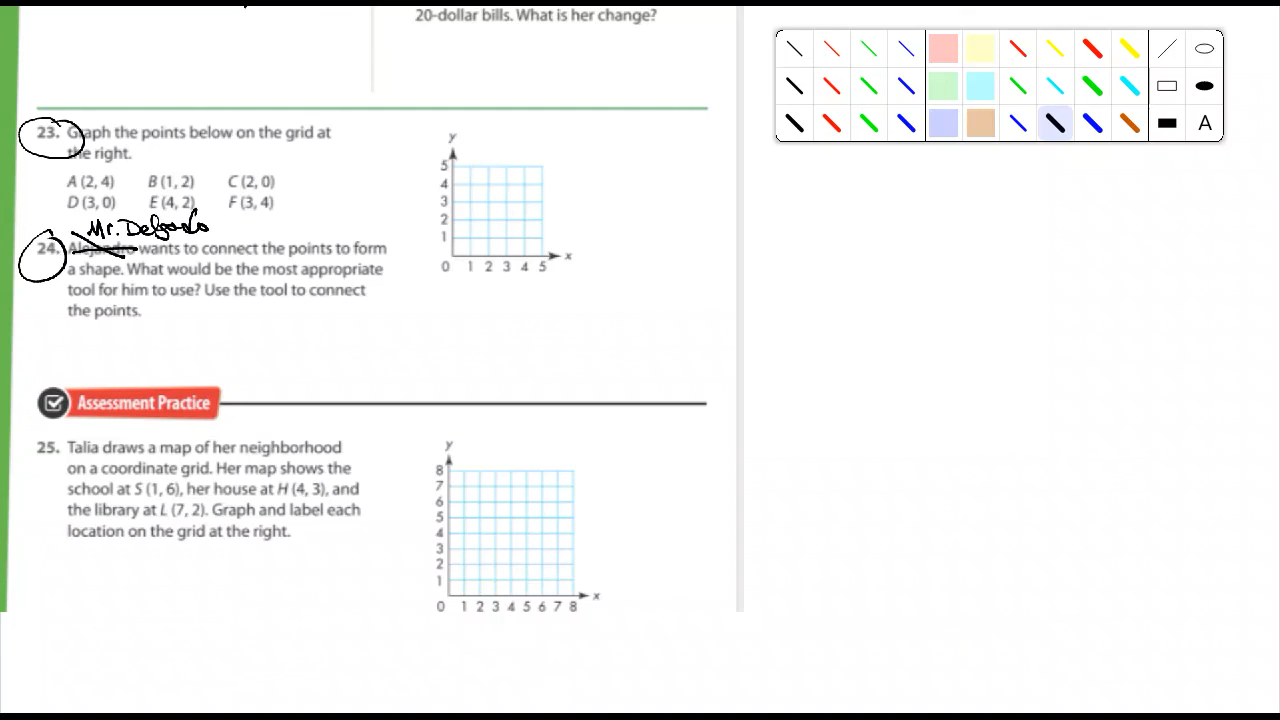 20-dollar bills. What is her change?
23. Graph the points below on the grid at
the right.
A (2, 4) B (1, 2) C (2, 0)
D (3, 0) E (4, 2) F (3, 4)
y
5
4
3
2
1
0 1 2 3 4 5 x
Mr. Delgado
24. Alejandro wants to connect the points to form
a shape. What would be the most appropriate
tool for him to use? Use the tool to connect
the points.
Assessment Practice
25. Talia draws a map of her neighborhood
on a coordinate grid. Her map shows the
school at S (1, 6), her house at H (4, 3), and
the library at L (7, 2). Graph and label each
location on the grid at the right.
y
8
7
6
5
4
3
2
1
0 1 2 3 4 5 6 7 8 x
A